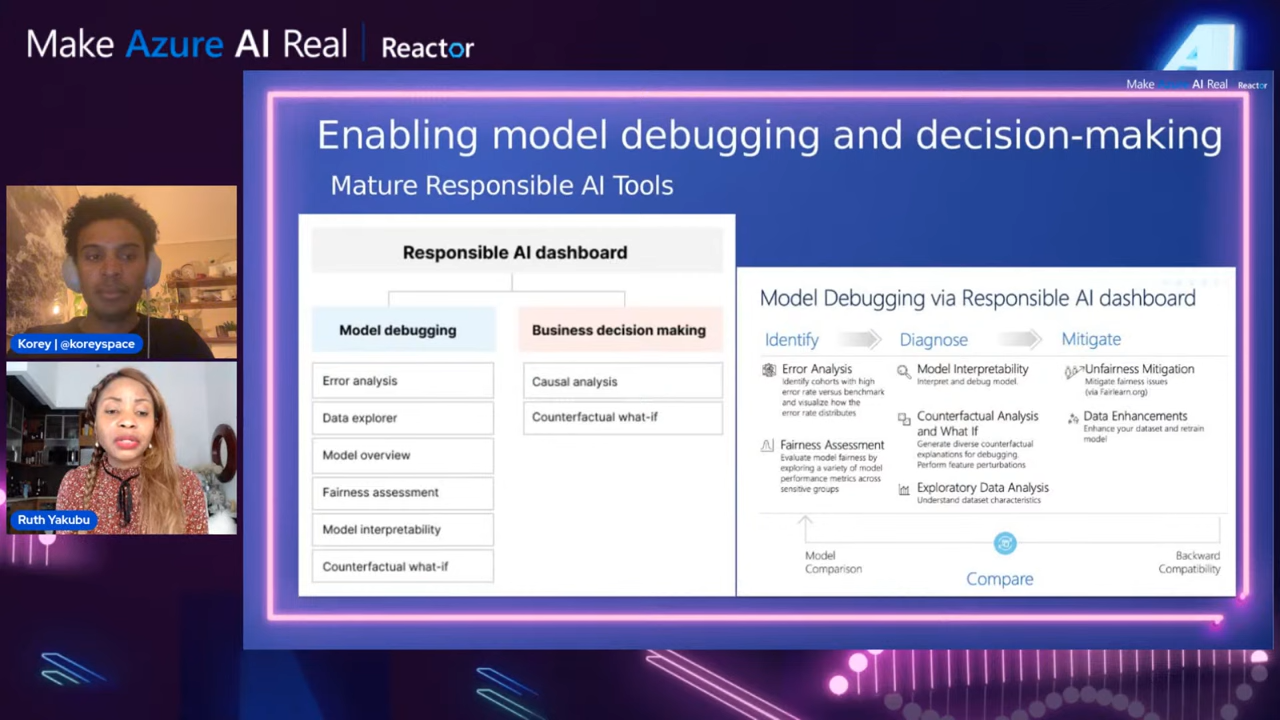 Make Azure AI Real | Reactor
Make Azure AI Real Reactor
Enabling model debugging and decision-making
Mature Responsible AI Tools
Responsible AI dashboard
Model debugging
Business decision making
Error analysis
Data explorer
Model overview
Fairness assessment
Model interpretability
Counterfactual what-if
Causal analysis
Counterfactual what-if
Model Debugging via Responsible AI dashboard
Identify
Diagnose
Mitigate
Error Analysis
Identify cohorts with high
error rate versus benchmark
and visualize how the
error rate distributes
Fairness Assessment
Evaluate model fairness by
exploring a variety of model
performance metrics across
sensitive groups
Model Interpretability
Interpret and debug model.
Counterfactual Analysis
and What If
Generate diverse counterfactual
explanations for debugging.
Perform feature perturbations
Exploratory Data Analysis
Understand dataset characteristics
Unfairness Mitigation
Mitigate fairness issues
(via Fairlearn.org)
Data Enhancements
Enhance your dataset and retrain
model
Model
Comparison
Compare
Backward
Compatibility
Korey | @koreyspace
Ruth Yakubu